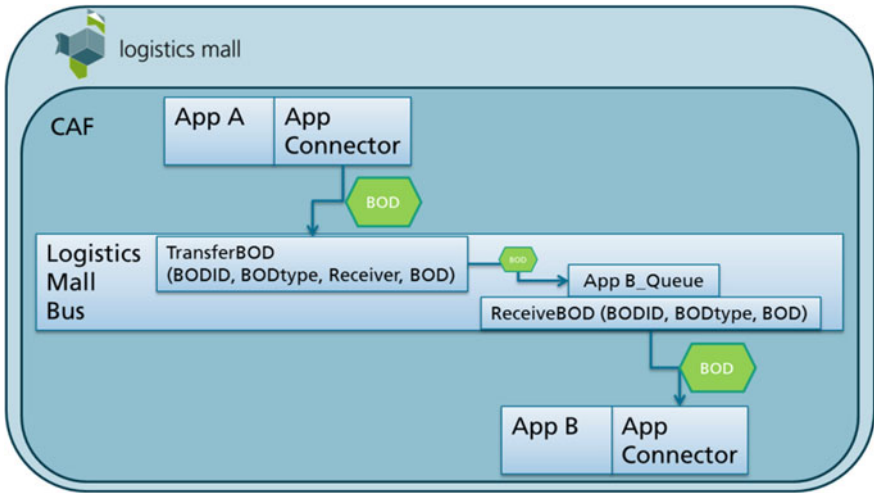 logistics mall
CAF
App A
App
Connector
BOD
Logistics
Mall
Bus
TransferBOD
(BODID, BODtype, Receiver, BOD)
BOD
App B_Queue
ReceiveBOD (BODID, BODtype, BOD)
BOD
App B
App
Connector